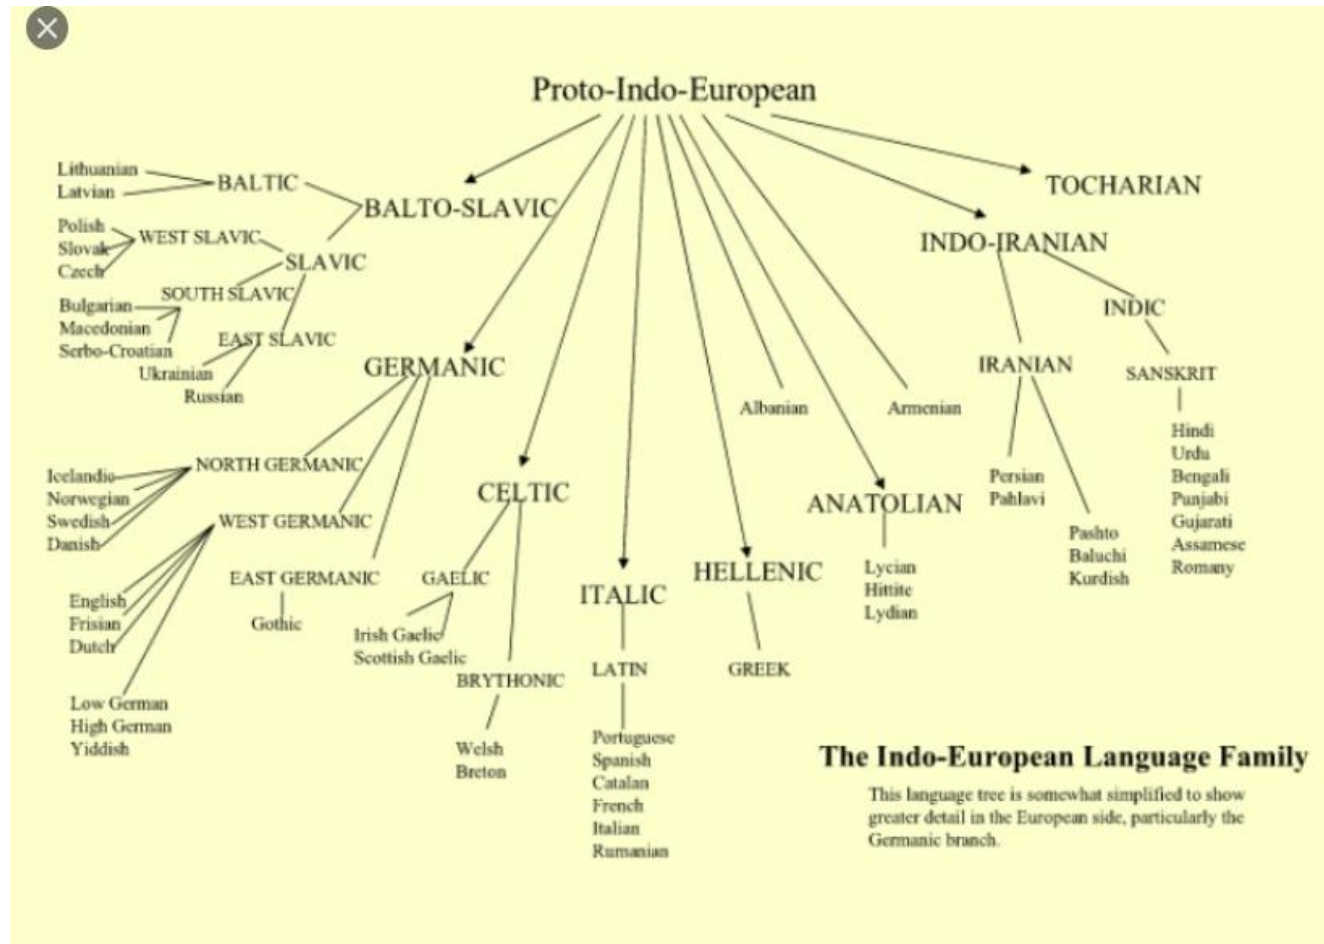 Proto-Indo-European
Lithuanian
Latvian
BALTIC
BALTO-SLAVIC
Polish
Slovak
Czech
WEST SLAVIC
SLAVIC
SOUTH SLAVIC
Bulgarian
Macedonian
Serbo-Croatian
EAST SLAVIC
Ukrainian
Russian
GERMANIC
NORTH GERMANIC
Icelandic
Norwegian
Swedish
Danish
WEST GERMANIC
English
Frisian
Dutch
Low German
High German
Yiddish
EAST GERMANIC
Gothic
CELTIC
GAELIC
Irish Gaelic
Scottish Gaelic
BRYTHONIC
Welsh
Breton
ITALIC
LATIN
Portuguese
Spanish
Catalan
French
Italian
Rumanian
HELLENIC
GREEK
Albanian
ANATOLIAN
Lycian
Hittite
Lydian
Armenian
INDO-IRANIAN
IRANIAN
Persian
Pahlavi
Pashto
Baluchi
Kurdish
INDIC
SANSKRIT
Hindi
Urdu
Bengali
Punjabi
Gujarati
Assamese
Romany
TOCHARIAN
The Indo-European Language Family
This language tree is somewhat simplified to show
greater detail in the European side, particularly the
Germanic branch.